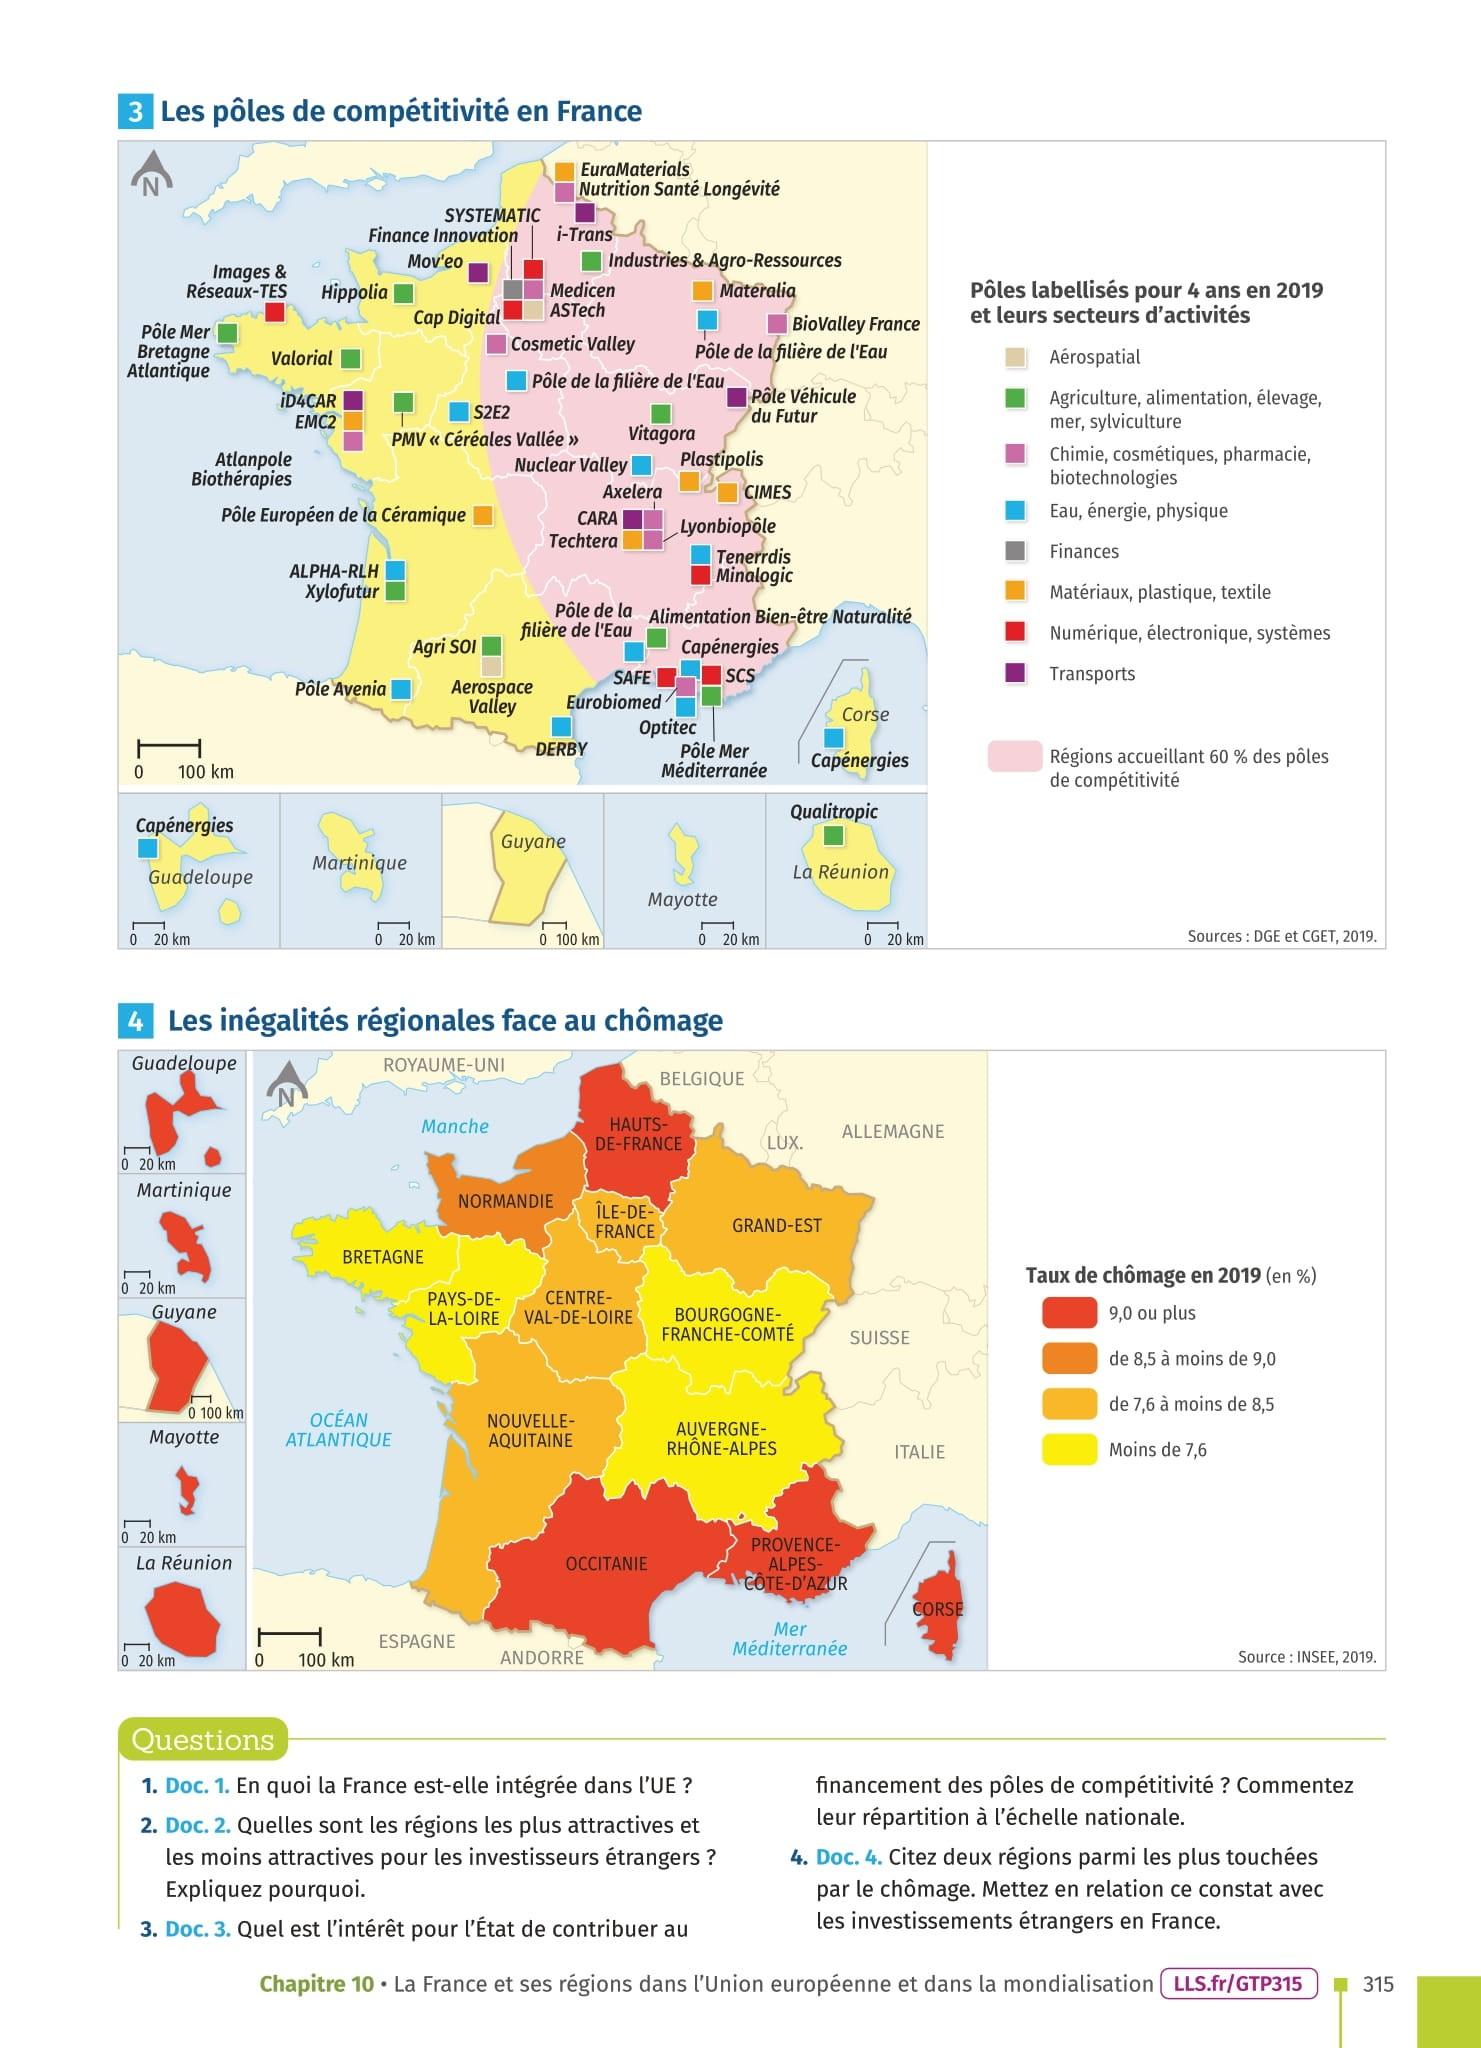 3 Les pôles de compétitivité en France
N
EuraMaterials
Nutrition Santé Longévité
SYSTEMATIC
i-Trans
Finance Innovation
Mov'eo
Industries & Agro-Ressources
Images &
Réseaux-TES
Hippolia
Medicen
Materalia
Cap Digital
ASTech
BioValley France
Pôle Mer
Bretagne
Atlantique
Valorial
Cosmetic Valley
Pôle de la filière de l'Eau
Pôle de la filière de l'Eau
iD4CAR
EMC2
S2E2
Pôle Véhicule
du Futur
PMV « Céréales Vallée »
Vitagora
Atlanpole
Biothérapies
Nuclear Valley
Plastipolis
Axelera
CIMES
Pôle Européen de la Céramique
CARA
Lyonbiopôle
Techtera
Tenerrdis
Minalogic
ALPHA-RLH
Xylofutur
Pôle de la
filière de l'Eau
Alimentation Bien-être Naturalité
Agri SOI
Capénergies
SAFE
SCS
Pôle Avenia
Aerospace
Valley
Eurobiomed
Optitec
DERBY
Pôle Mer
Méditerranée
Corse
Capénergies
0 100 km
Capénergies
Guadeloupe
0 20 km
Martinique
0 20 km
Guyane
0 100 km
Mayotte
0 20 km
Qualitropic
La Réunion
0 20 km
Pôles labellisés pour 4 ans en 2019
et leurs secteurs d'activités
Aérospatial
Agriculture, alimentation, élevage,
mer, sylviculture
Chimie, cosmétiques, pharmacie,
biotechnologies
Eau, énergie, physique
Finances
Matériaux, plastique, textile
Numérique, électronique, systèmes
Transports
Régions accueillant 60 % des pôles
de compétitivité
Sources : DGE et CGET, 2019.
4 Les inégalités régionales face au chômage
Guadeloupe
0 20 km
Martinique
0 20 km
Guyane
0 100 km
Mayotte
0 20 km
La Réunion
0 20 km
N
ROYAUME-UNI
BELGIQUE
Manche
LUX.
ALLEMAGNE
HAUTS-
DE-FRANCE
NORMANDIE
ÎLE-DE-
FRANCE
GRAND-EST
BRETAGNE
PAYS-DE-
LA-LOIRE
CENTRE-
VAL-DE-LOIRE
BOURGOGNE-
FRANCHE-COMTÉ
SUISSE
OCÉAN
ATLANTIQUE
NOUVELLE-
AQUITAINE
AUVERGNE-
RHÔNE-ALPES
ITALIE
OCCITANIE
PROVENCE-
ALPES-
CÔTE-D'AZUR
CORSE
Mer
Méditerranée
ESPAGNE
ANDORRE
0 100 km
Taux de chômage en 2019 (en %)
9,0 ou plus
de 8,5 à moins de 9,0
de 7,6 à moins de 8,5
Moins de 7,6
Source : INSEE, 2019.
Questions
1. Doc. 1. En quoi la France est-elle intégrée dans l'UE ?
2. Doc. 2. Quelles sont les régions les plus attractives et
les moins attractives pour les investisseurs étrangers ?
Expliquez pourquoi.
3. Doc. 3. Quel est l'intérêt pour l'État de contribuer au
financement des pôles de compétitivité ? Commentez
leur répartition à l'échelle nationale.
4. Doc. 4. Citez deux régions parmi les plus touchées
par le chômage. Mettez en relation ce constat avec
les investissements étrangers en France.
Chapitre 10 • La France et ses régions dans l'Union européenne et dans la mondialisation LLS.fr/GTP315 315